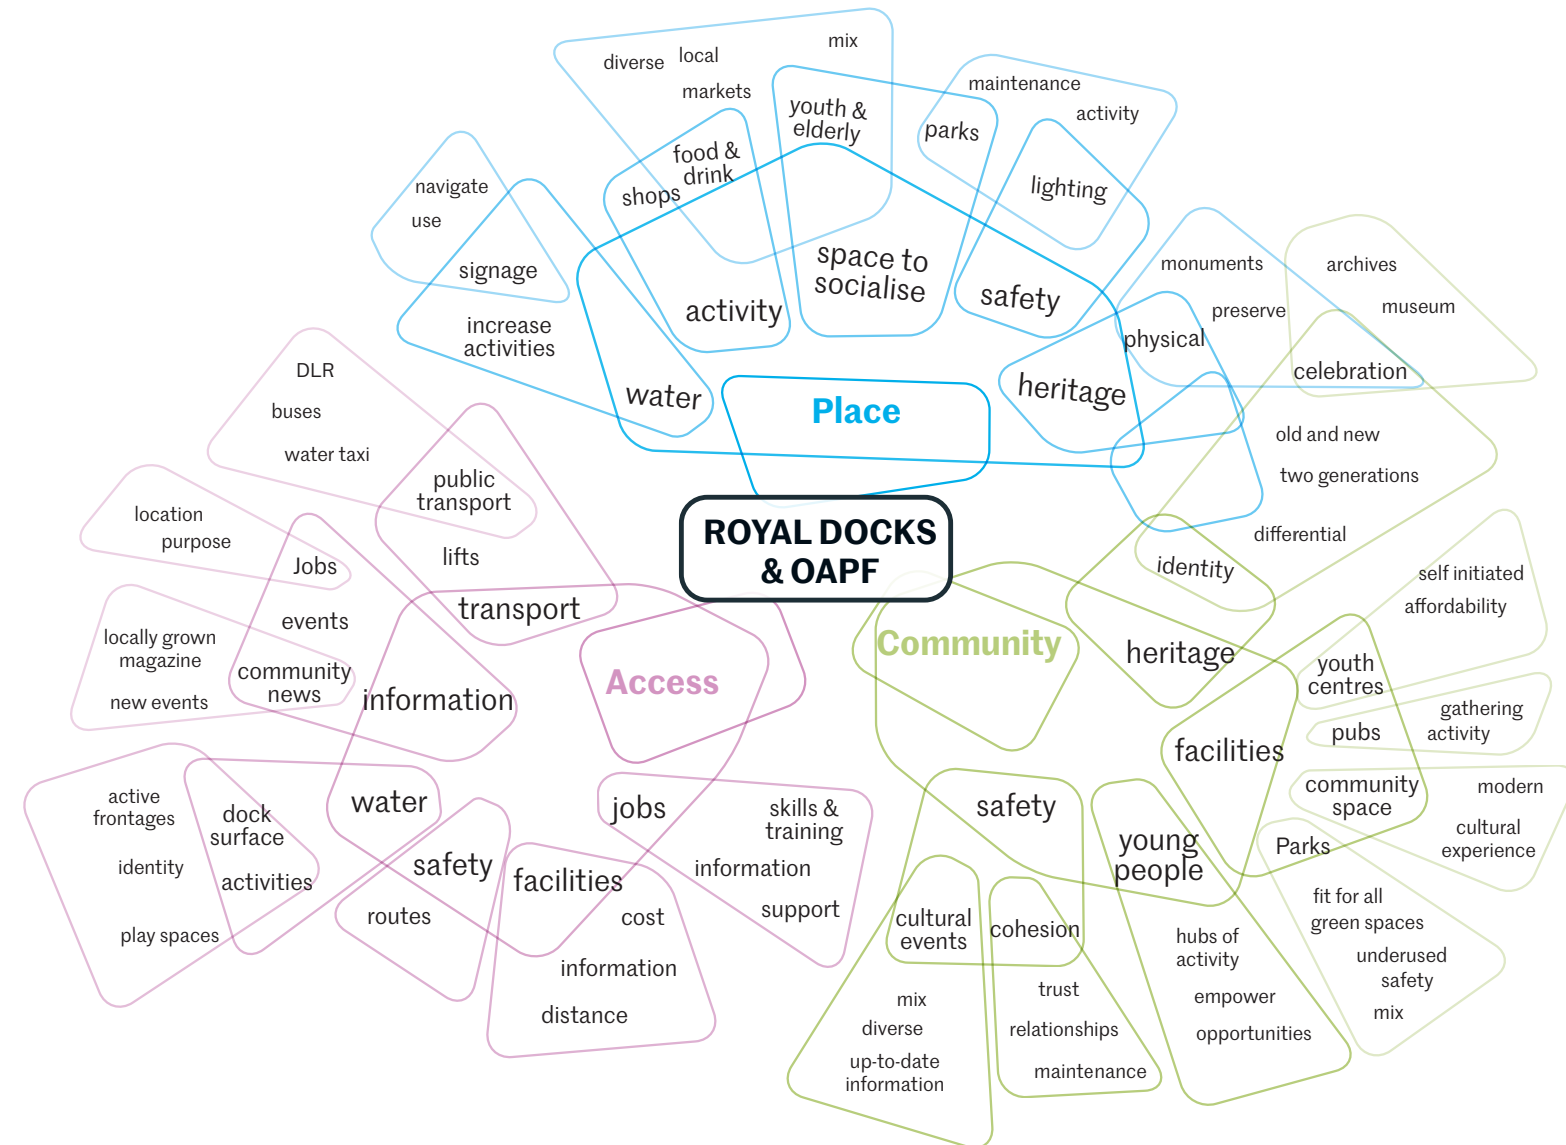 ROYAL DOCKS
& OAPF
Place
water
increase
activities
signage
navigate
use
activity
shops
food &
drink
diverse
local
mix
markets
space to
socialise
youth &
elderly
parks
safety
lighting
maintenance
activity
heritage
physical
monuments
preserve
celebration
archives
museum
Community
heritage
identity
old and new
two generations
differential
facilities
youth
centres
self initiated
affordability
pubs
gathering
activity
community
space
modern
cultural
experience
Parks
fit for all
green spaces
underused
safety
mix
young
people
hubs of
activity
empower
opportunities
safety
cultural
events
mix
diverse
up-to-date
information
cohesion
trust
relationships
maintenance
Access
transport
lifts
public
transport
DLR
buses
water taxi
information
Jobs
location
purpose
events
community
news
locally grown
magazine
new events
water
dock
surface
activities
active
frontages
identity
play spaces
safety
routes
facilities
cost
information
distance
jobs
skills &
training
information
support